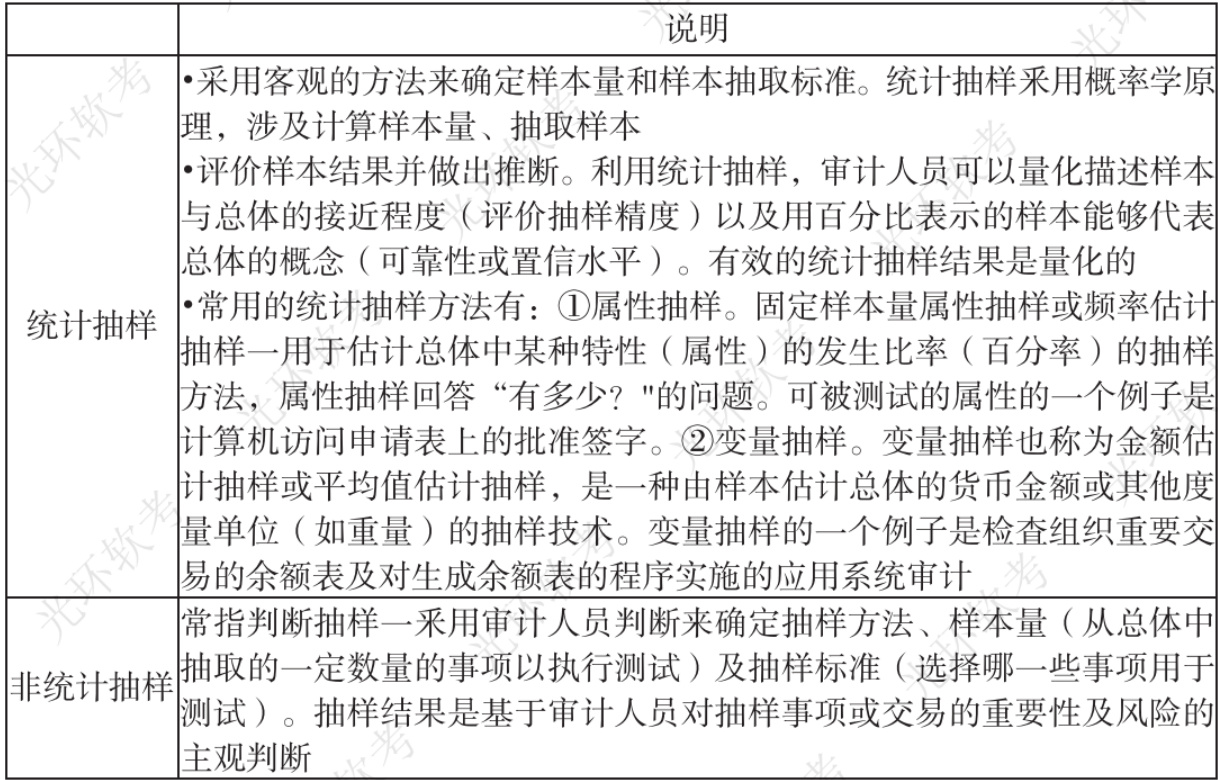 说明
•采用客观的方法来确定样本量和样本抽取标准。统计抽样釆用概率学原
理，涉及计算样本量、抽取样本
•评价样本结果并做出推断。利用统计抽样，审计人员可以量化描述样本
与总体的接近程度（评价抽样精度）以及用百分比表示的样本能够代表
总体的概念（可靠性或置信水平）。有效的统计抽样结果是量化的
•常用的统计抽样方法有：①属性抽样。固定样本量属性抽样或频率估计
统计抽样
抽样一用于估计总体中某种特性（属性）的发生比率（百分率）的抽样
方法，属性抽样回答“有多少？"的问题。可被测试的属性的一个例子是
计算机访问申请表上的批准签字。②变量抽样。变量抽样也称为金额估
计抽样或平均值估计抽样，是一种由样本估计总体的货币金额或其他度
量单位（如重量）的抽样技术。变量抽样的一个例子是检查组织重要交
易的余额表及对生成余额表的程序实施的应用系统审计
常指判断抽样一釆用审计人员判断来确定抽样方法、样本量（从总体中
非统计抽样
抽取的一定数量的事项以执行测试）及抽样标准（选择哪一些事项用于
测试）。抽样结果是基于审计人员对抽样事项或交易的重要性及风险的
主观判断
光环软考